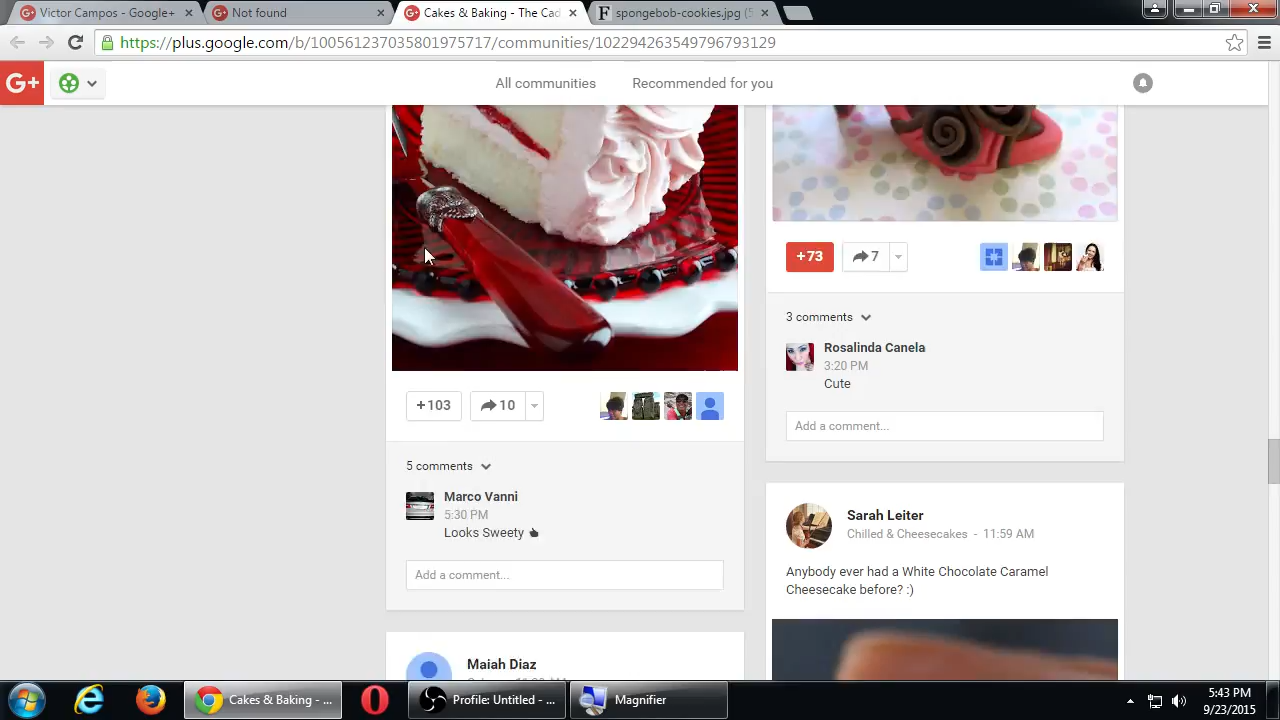 Victor Campos - Google+
Not found
Cakes & Baking - The Cad
spongebob-cookies.jpg (5
https://plus.google.com/b/100561237035801975717/communities/102294263549796793129
G+
All communities
Recommended for you
+103
10
5 comments
Marco Vanni
5:30 PM
Looks Sweety
Add a comment...
Maiah Diaz
+73
7
3 comments
Rosalinda Canela
3:20 PM
Cute
Add a comment...
Sarah Leiter
Chilled & Cheesecakes - 11:59 AM
Anybody ever had a White Chocolate Caramel
Cheesecake before? :)
Cakes & Baking - ...
Profile: Untitled - ...
Magnifier
5:43 PM
9/23/2015